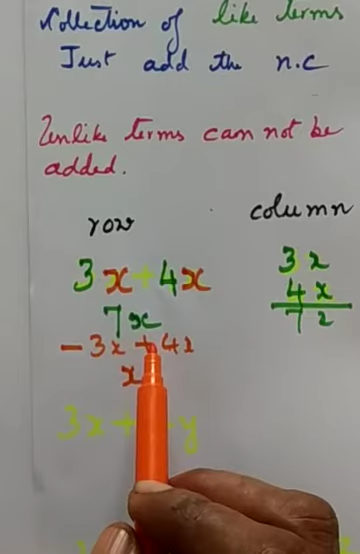 Collection of like terms
Just add the n.c
Unlike terms can not be
added.
row
3x + 4x
7x
- 3x + 4x
x
3x +   y
column
3x
4x
7x